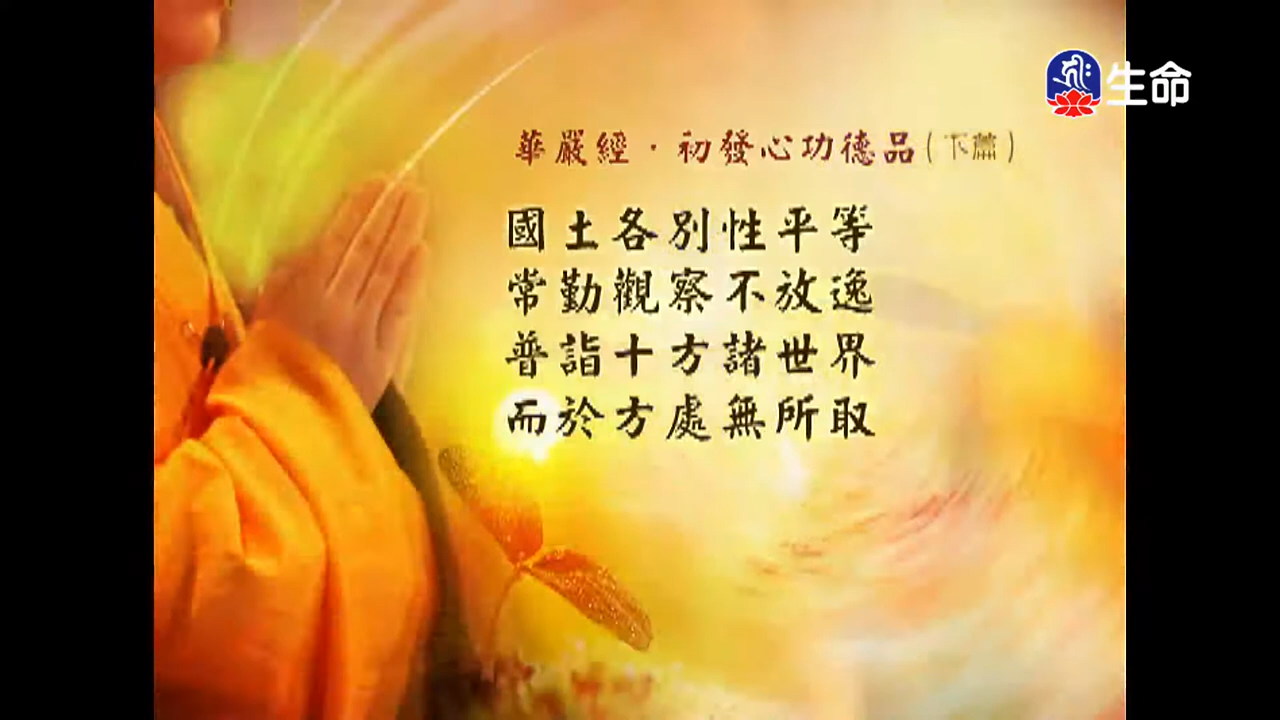 生命
華嚴經·初發心功德品(下篇)
國土各別性平等
常勤觀察不放逸
普詣十方諸世界
而於方處無所取